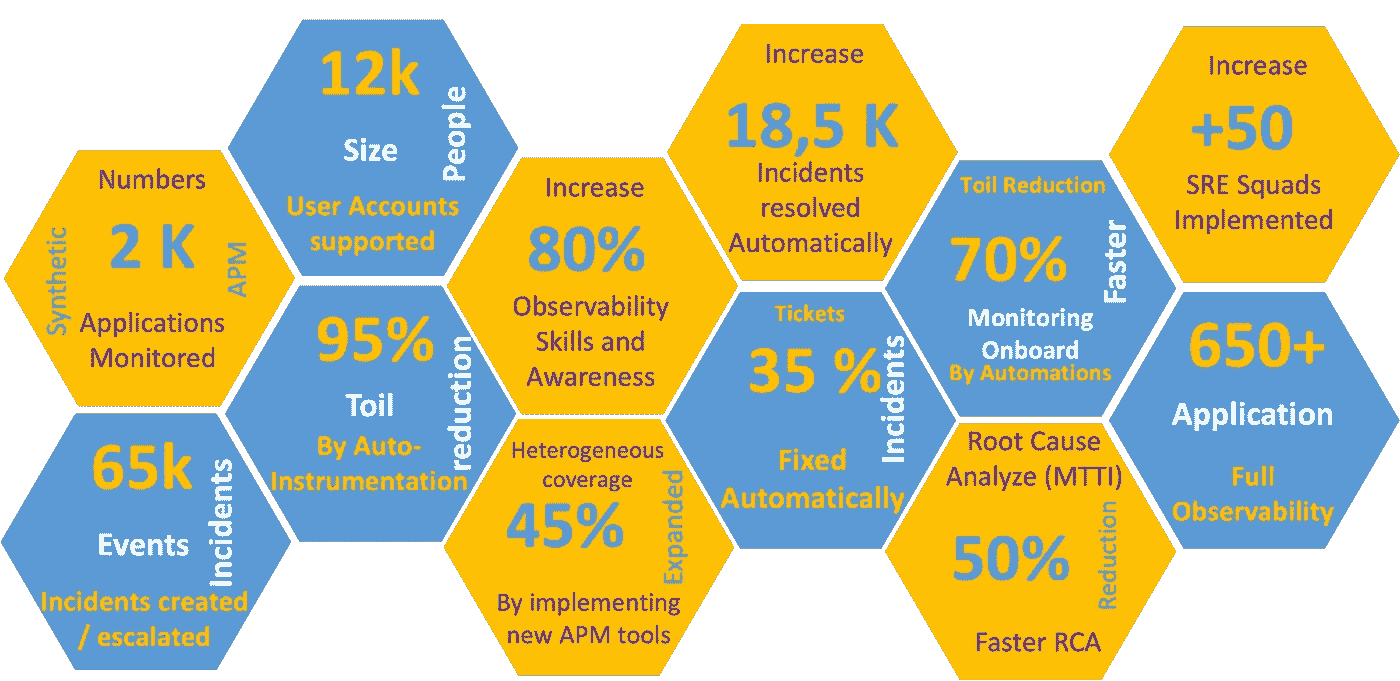 Numbers
2 K
Synthetic
APM
Applications
Monitored
65k
Events
Incidents
Incidents created
/ escalated
12k
Size
People
User Accounts
supported
95%
Toil
reduction
By Auto-
Instrumentation
Increase
80%
Observability
Skills and
Awareness
Heterogeneous
coverage
45%
Expanded
By implementing
new APM tools
Increase
18,5 K
Incidents
resolved
Automatically
Tickets
35 %
Incidents
Fixed
Automatically
Toil Reduction
70%
Faster
Monitoring
Onboard
By Automations
Root Cause
Analyze (MTTI)
50%
Reduction
Faster RCA
Increase
+50
SRE Squads
Implemented
650+
Application
Full
Observability